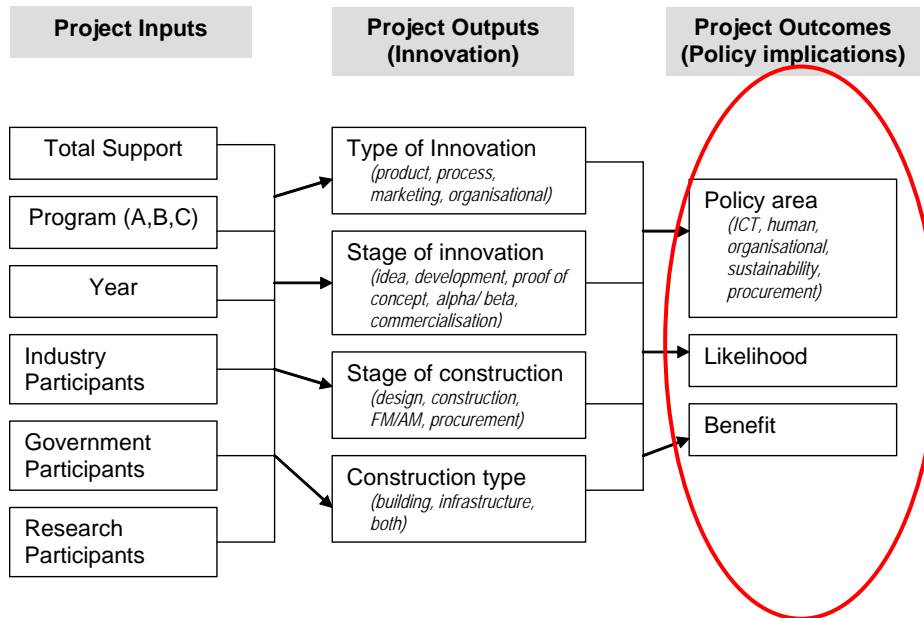 Project Inputs
Project Outputs
(Innovation)
Project Outcomes
(Policy implications)
Total Support
Program (A,B,C)
Year
Industry
Participants
Government
Participants
Research
Participants
Type of Innovation
(product, process,
marketing, organisational)
Stage of innovation
(idea, development, proof of
concept, alpha/ beta,
commercialisation)
Stage of construction
(design, construction,
FM/AM, procurement)
Construction type
(building, infrastructure,
both)
Policy area
(ICT, human,
organisational,
sustainability,
procurement)
Likelihood
Benefit